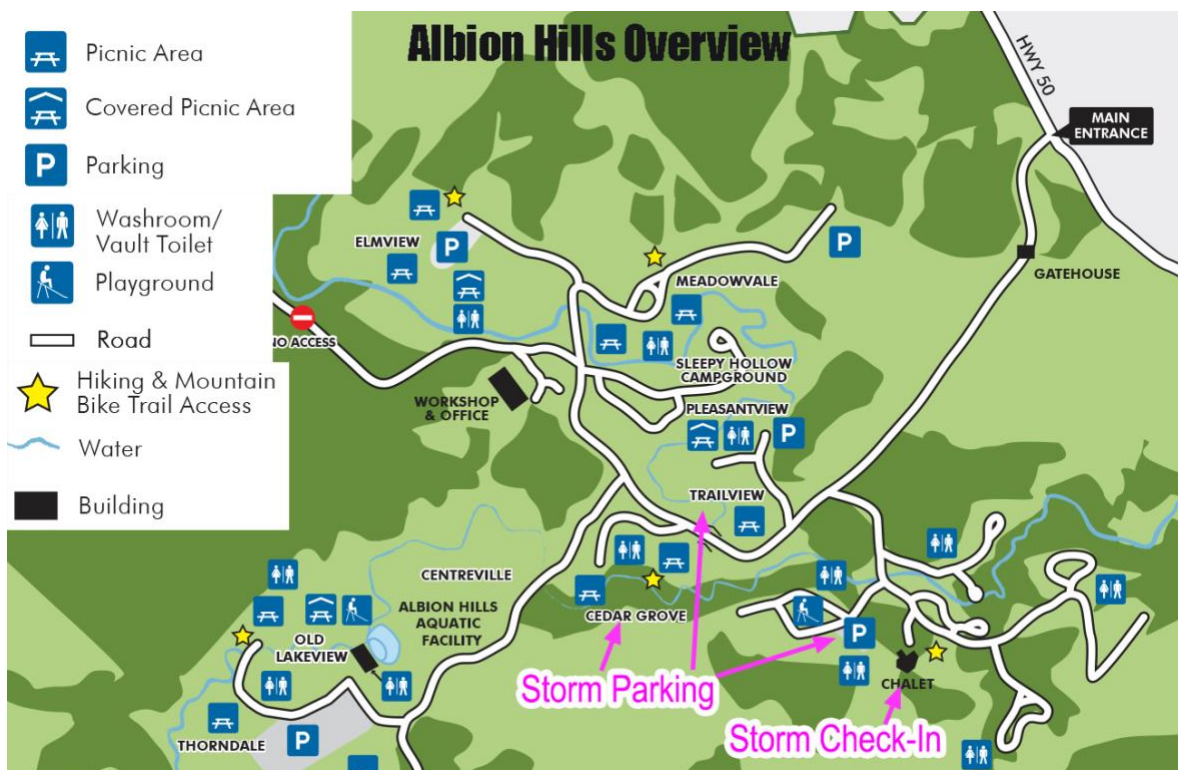 Albion Hills Overview
Picnic Area
Covered Picnic Area
P
Parking
Washroom/
Vault Toilet
Playground
Road
Hiking & Mountain
Bike Trail Access
Water
Building
HWY 50
MAIN
ENTRANCE
GATEHOUSE
ELMVIEW
P
P
MEADOWVALE
NO ACCESS
SLEEPY HOLLOW
CAMPGROUND
WORKSHOP
& OFFICE
PLEASANTVIEW
P
TRAILVIEW
CENTREVILLE
ALBION HILLS
AQUATIC
FACILITY
CEDAR GROVE
OLD
LAKEVIEW
P
CHALET
Storm Parking
Storm Check-In
THORNDALE
P